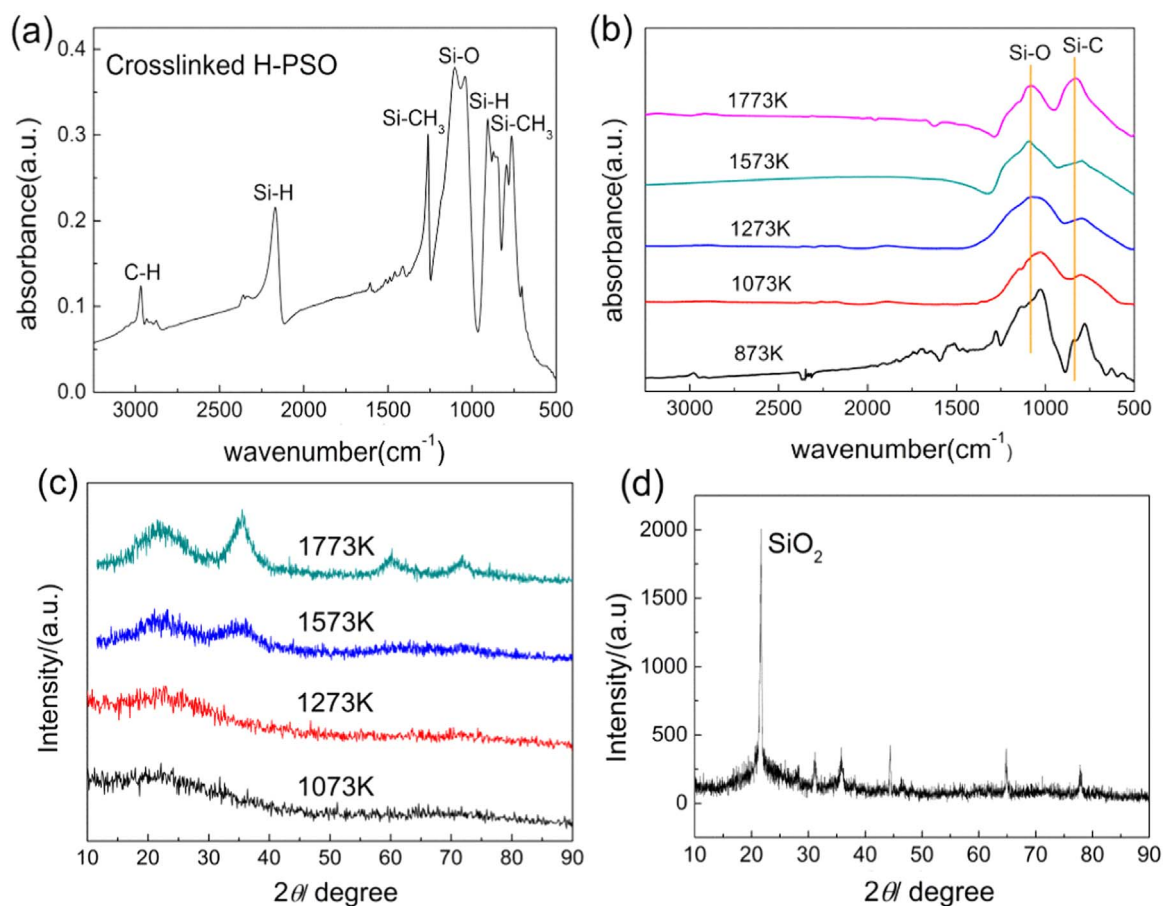 (a)
Crosslinked H-PSO
Si-O
Si-H
Si-CH3
Si-CH3
Si-H
C-H
0.4
0.3
0.2
0.1
0.0
absorbance(a.u.)
3000 2500 2000 1500 1000 500
wavenumber(cm-1)
(b)
Si-O Si-C
1773K
1573K
1273K
1073K
873K
absorbance(a.u.)
3000 2500 2000 1500 1000 500
wavenumber(cm-1)
(c)
1773K
1573K
1273K
1073K
Intensity/(a.u.)
10 20 30 40 50 60 70 80 90
2θ/ degree
(d)
SiO2
2000
1500
1000
500
0
Intensity/(a.u)
10 20 30 40 50 60 70 80 90
2θ/ degree